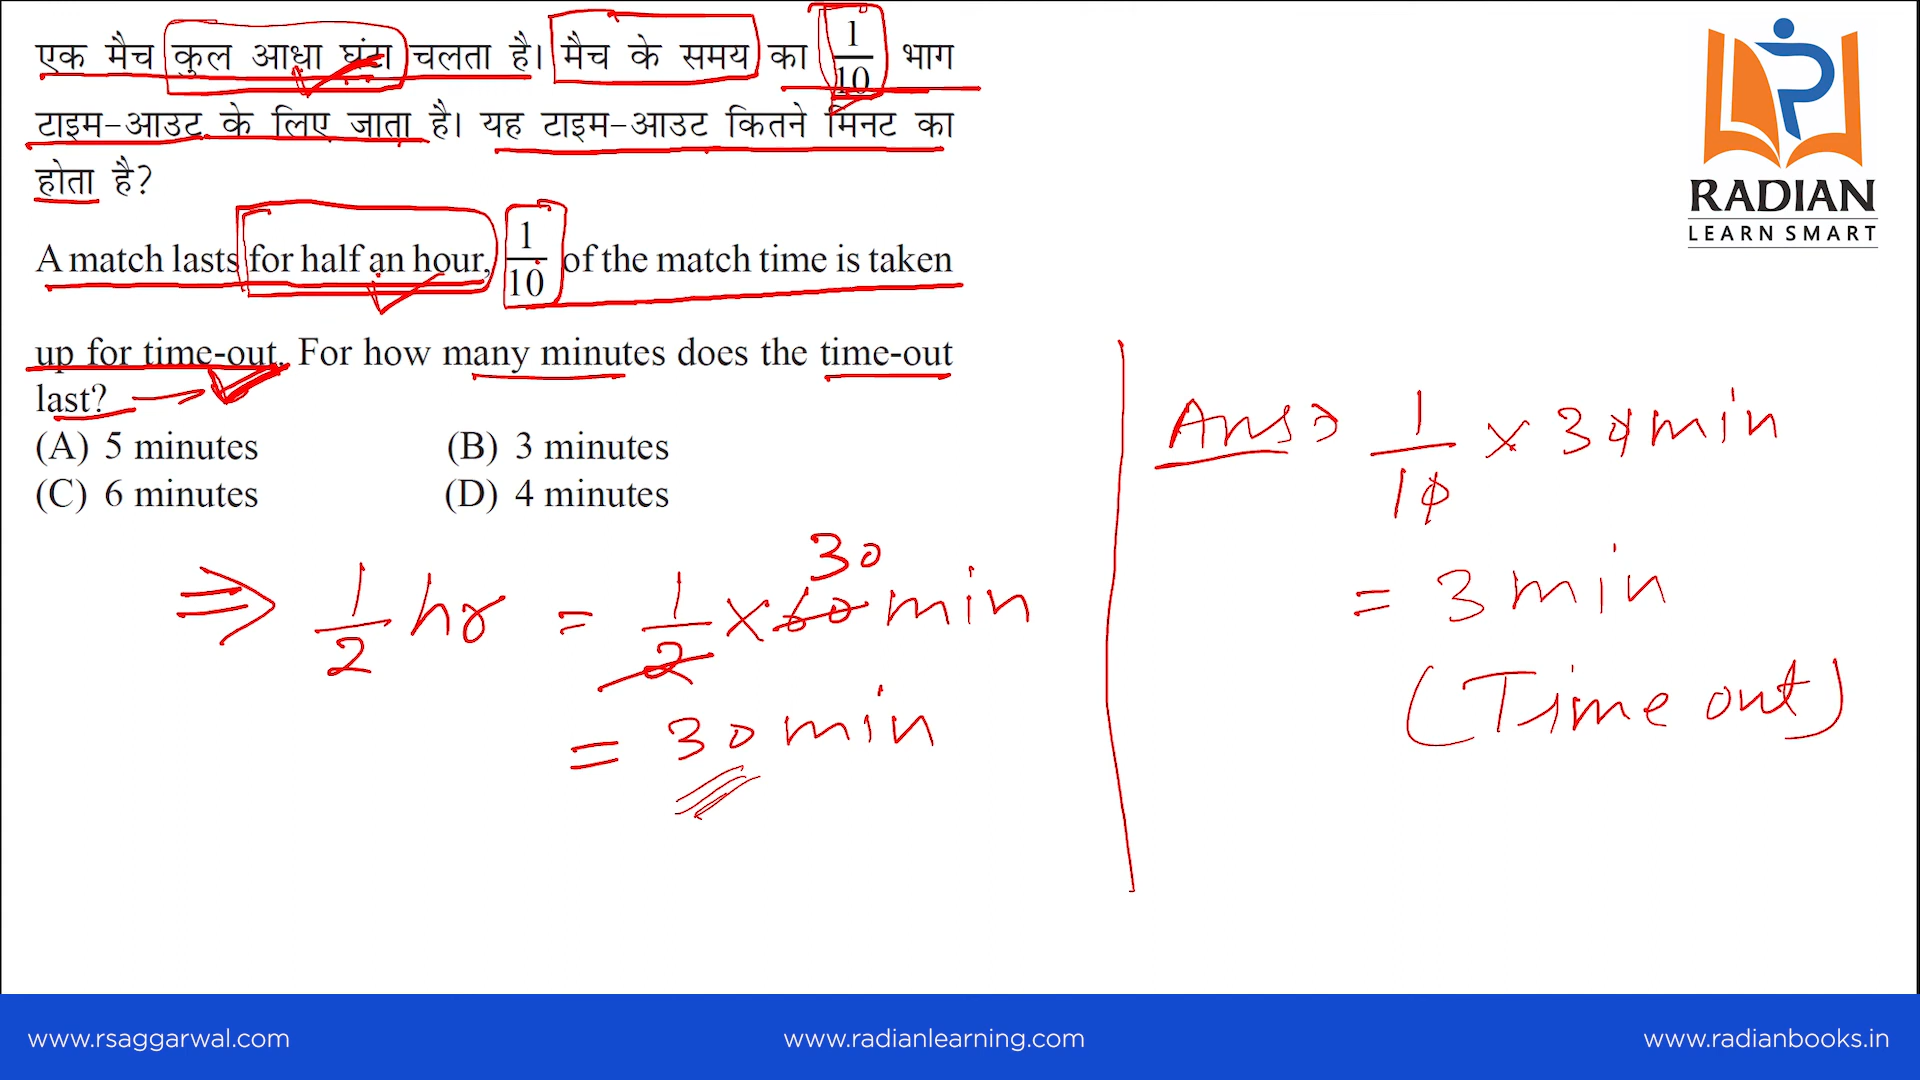 एक मैच कुल आधा घंटा चलता है। मैच के समय का 1/10 भाग
टाइम-आउट के लिए जाता है। यह टाइम-आउट कितने मिनट का
होता है?
A match lasts for half an hour, 1/10 of the match time is taken
up for time-out. For how many minutes does the time-out
last?
(A) 5 minutes (B) 3 minutes
(C) 6 minutes (D) 4 minutes
⇒ 1/2 hr = 1/2 × 60 min
30
= 30 min
Ans ⇒ 1/10 × 30 min
= 3 min
(Time out)
RADIAN
LEARN SMART
www.rsaggarwal.com www.radianlearning.com www.radianbooks.in